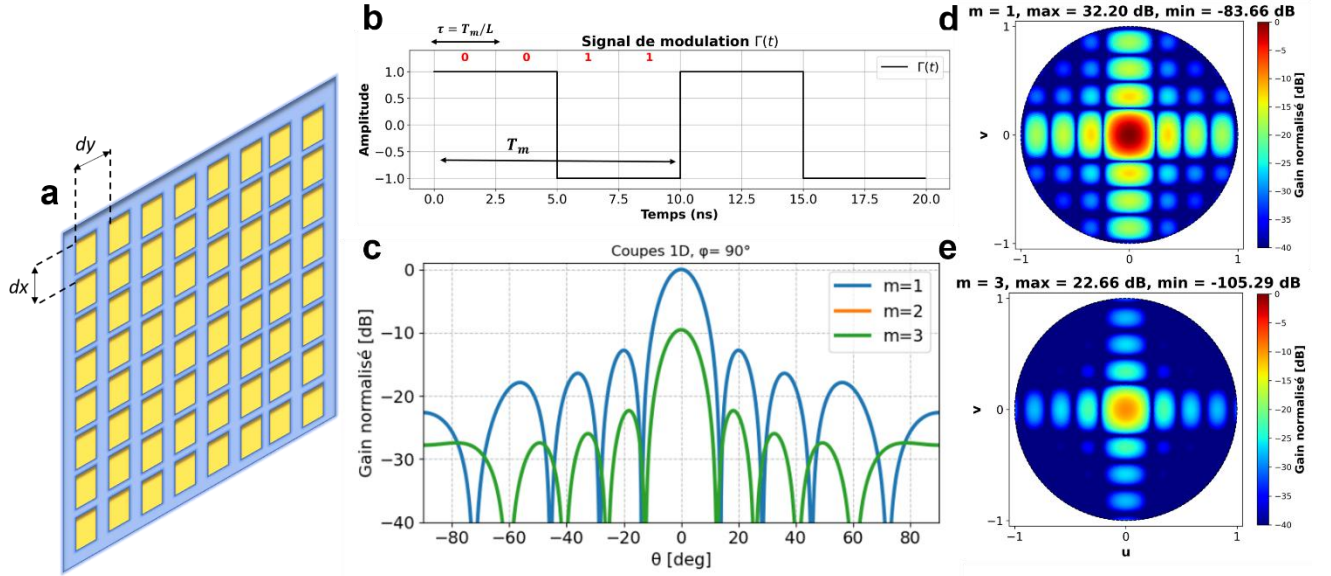 a
dy
dx
b
τ = Tₘ/L
Signal de modulation Γ(t)
0 0 1 1
Γ(t)
Amplitude
1.0
0.5
0.0
−0.5
−1.0
Tₘ
0.0 2.5 5.0 7.5 10.0 12.5 15.0 17.5 20.0
Temps (ns)
c
Coupes 1D, φ= 90°
m=1
m=2
m=3
Gain normalisé [dB]
0
−10
−20
−30
−40
−80 −60 −40 −20 0 20 40 60 80
θ [deg]
d
m = 1, max = 32.20 dB, min = -83.66 dB
v
1
0
−1
−1 0 1
0
−5
−10
−15
−20
−25
−30
−35
−40
Gain normalisé [dB]
e
m = 3, max = 22.66 dB, min = -105.29 dB
v
1
0
−1
−1 0 1
u
0
−5
−10
−15
−20
−25
−30
−35
−40
Gain normalisé [dB]